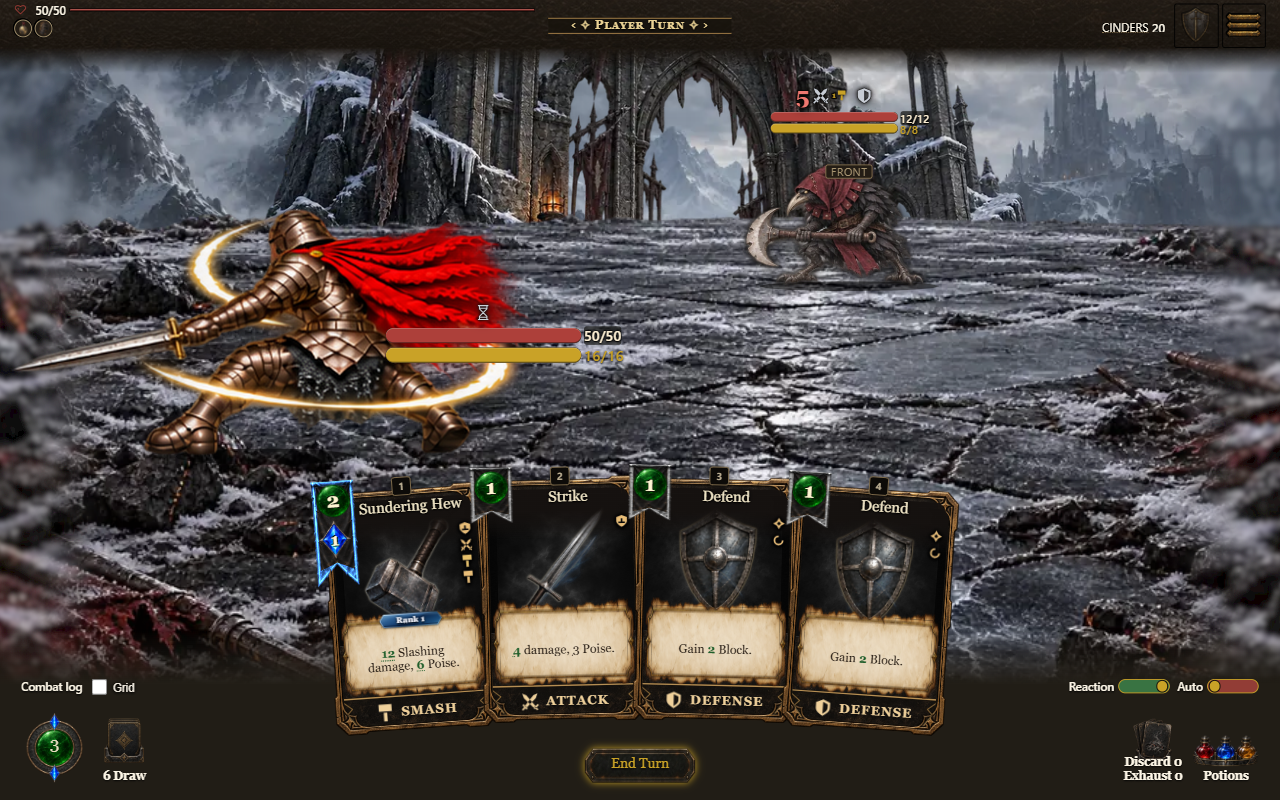 50/50
‹ ✧ PLAYER TURN ✧ ›
CINDERS 20
5 1
12/12
8/8
FRONT
50/50
16/16
2
1
1
Sundering Hew
Rank 1
12 Slashing
damage, 6 Poise.
SMASH
1
2
Strike
4 damage, 3 Poise.
ATTACK
1
3
Defend
Gain 2 Block.
DEFENSE
1
4
Defend
Gain 2 Block.
DEFENSE
Combat log
Grid
Reaction
Auto
3
6 Draw
End Turn
Discard 0
Exhaust 0
Potions